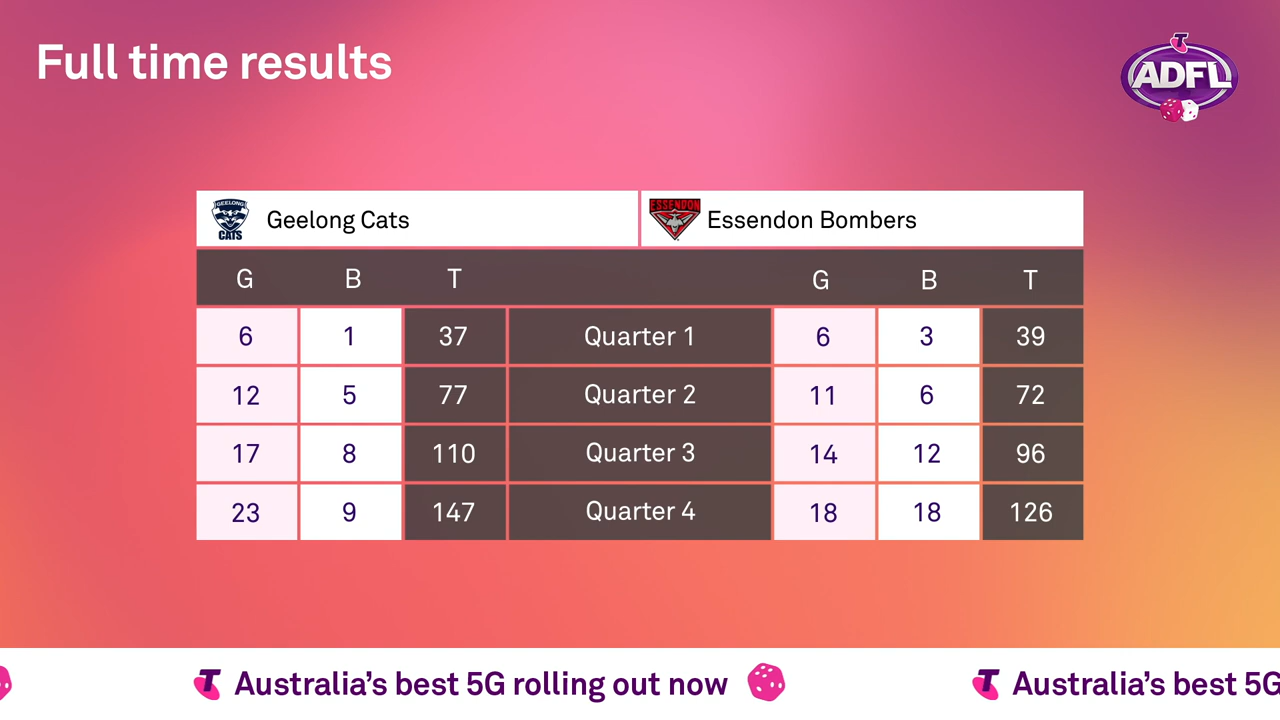 Full time results
T
ADFL
GEELONG
CATS
Geelong Cats
ESSENDON
Essendon Bombers
G B T G B T
6 1 37 Quarter 1 6 3 39
12 5 77 Quarter 2 11 6 72
17 8 110 Quarter 3 14 12 96
23 9 147 Quarter 4 18 18 126
T Australia's best 5G rolling out now T Australia's best 5G